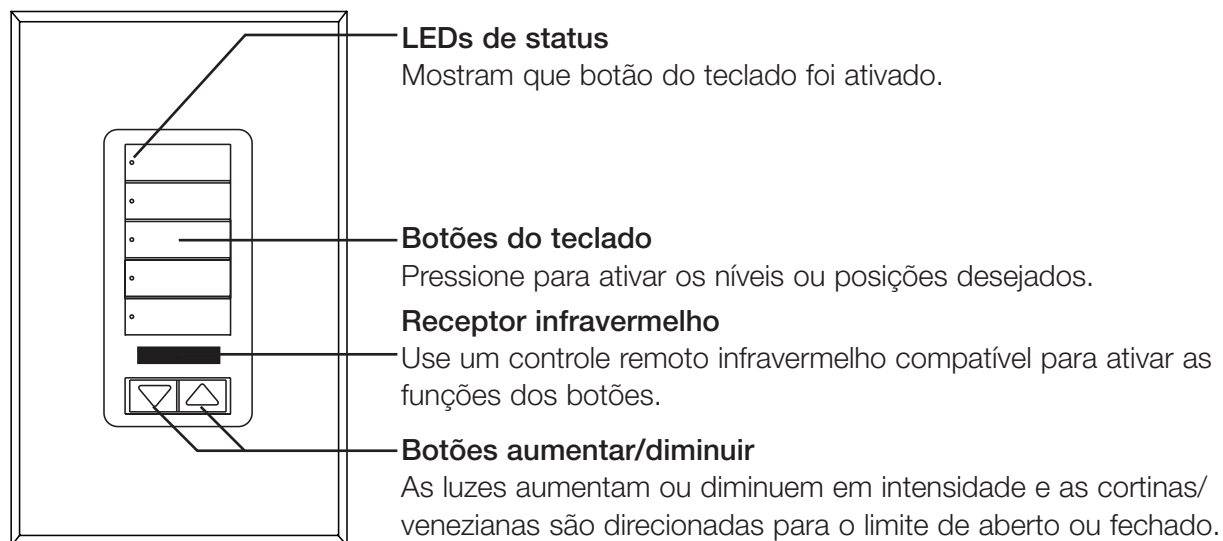 LEDs de status
Mostram que botão do teclado foi ativado.
Botões do teclado
Pressione para ativar os níveis ou posições desejados.
Receptor infravermelho
Use um controle remoto infravermelho compatível para ativar as
funções dos botões.
Botões aumentar/diminuir
As luzes aumentam ou diminuem em intensidade e as cortinas/
venezianas são direcionadas para o limite de aberto ou fechado.